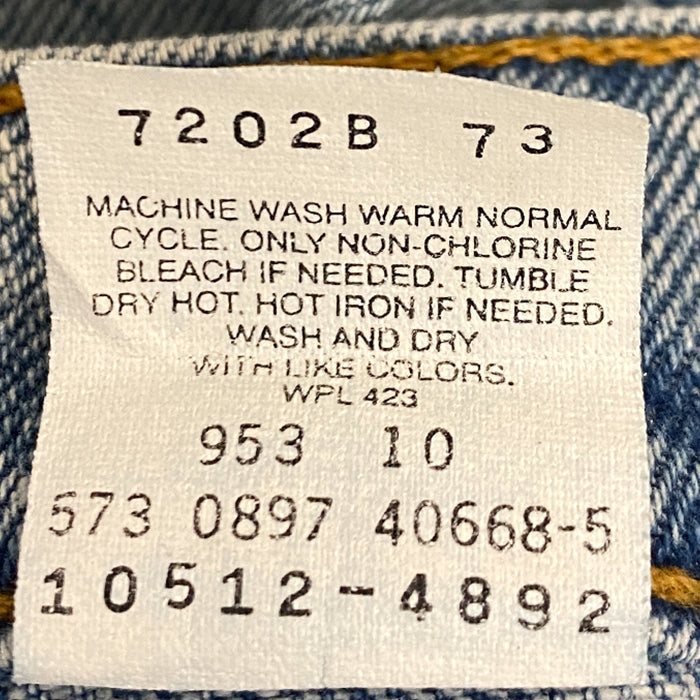 7202B 73
MACHINE WASH WARM NORMAL
CYCLE. ONLY NON-CHLORINE
BLEACH IF NEEDED. TUMBLE
DRY HOT. HOT IRON IF NEEDED.
WASH AND DRY
WITH LIKE COLORS.
WPL 423
953 10
573 0897 40668-5
10512-4892